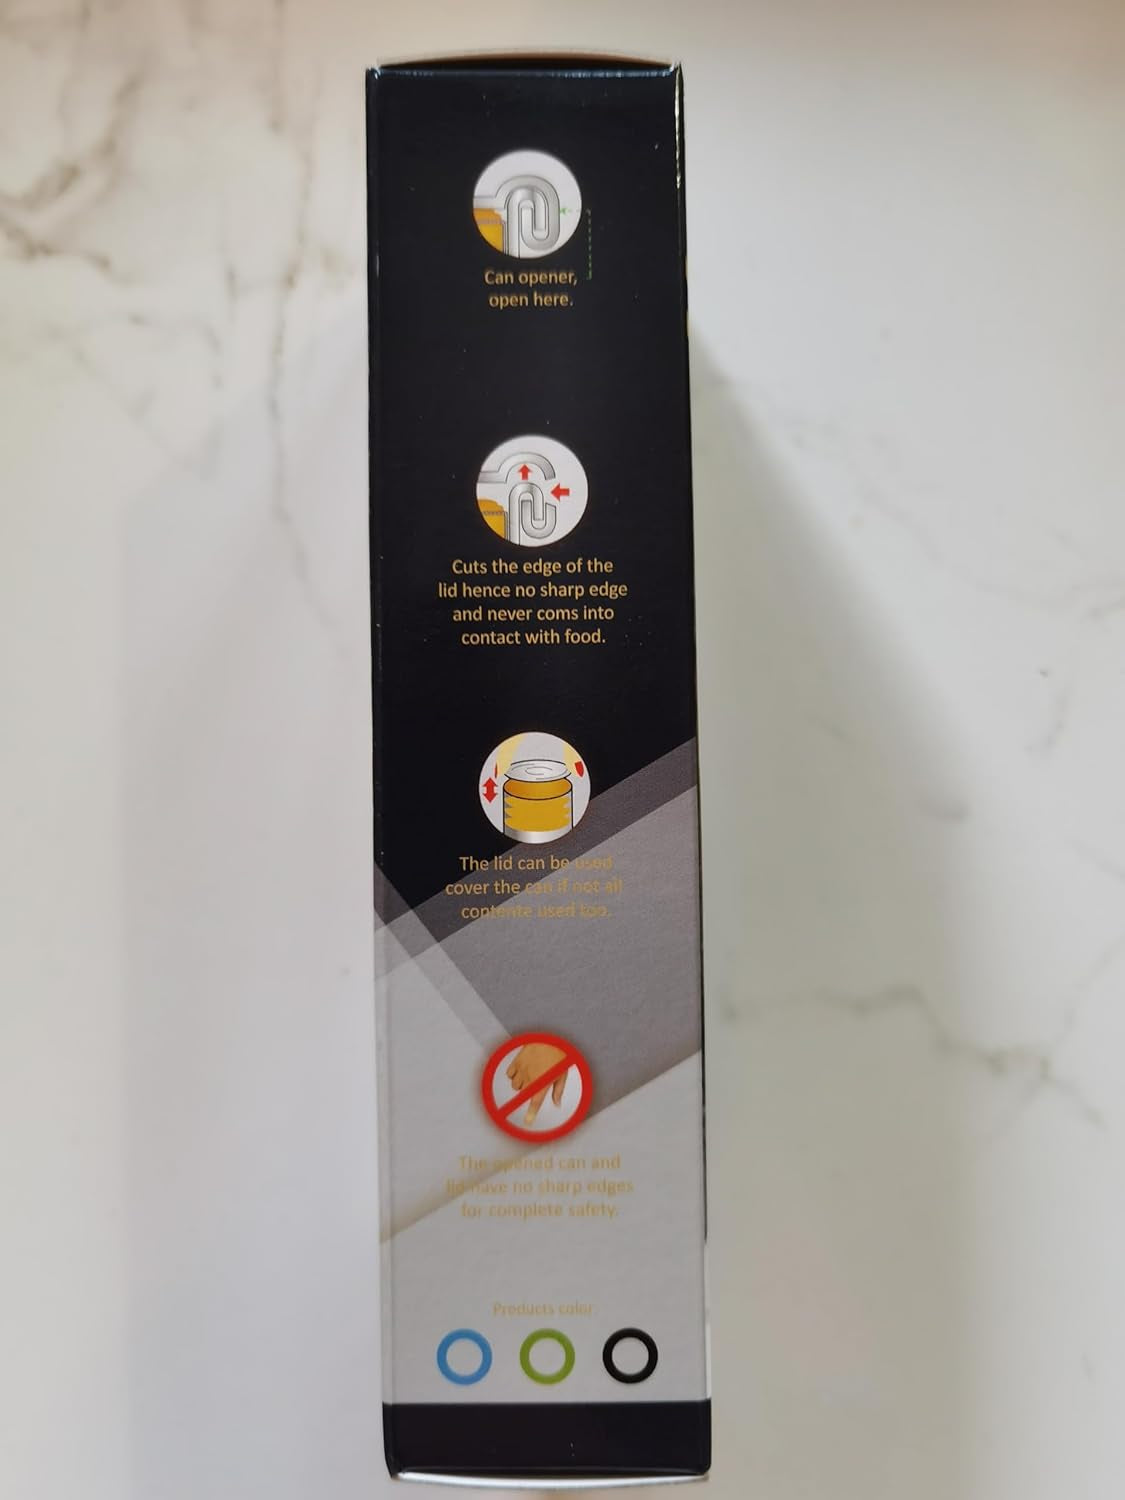 Can opener,
open here.
Cuts the edge of the
lid hence no sharp edge
and never coms into
contact with food.
The lid can be used
cover the can if not all
contente used too.
The opened can and
lid have no sharp edges
for complete safety.
Products color: